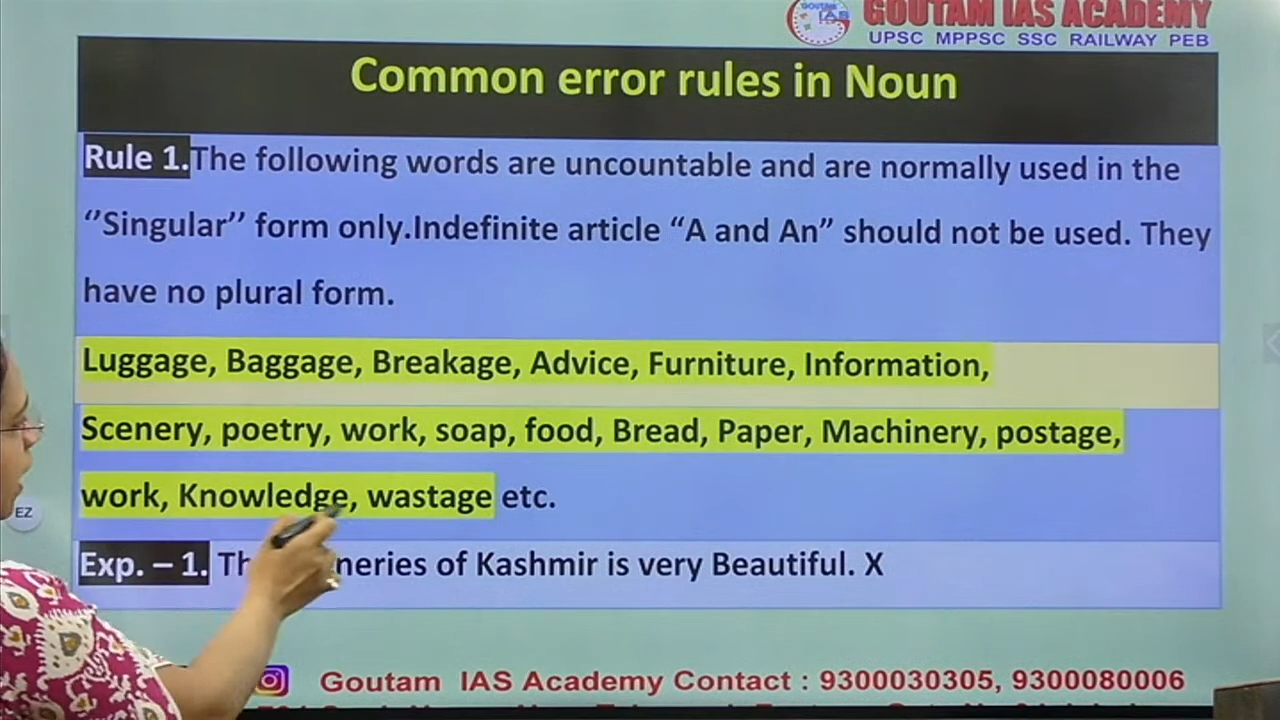 GOUTAM IAS ACADEMY
UPSC MPPSC SSC RAILWAY PEB
Common error rules in Noun
Rule 1.The following words are uncountable and are normally used in the
‘’Singular’’ form only.Indefinite article “A and An” should not be used. They
have no plural form.
Luggage, Baggage, Breakage, Advice, Furniture, Information,
Scenery, poetry, work, soap, food, Bread, Paper, Machinery, postage,
work, Knowledge, wastage etc.
EZ
Exp. – 1. of Kashmir is very Beautiful. X
Goutam IAS Academy Contact : 9300030305, 9300080006